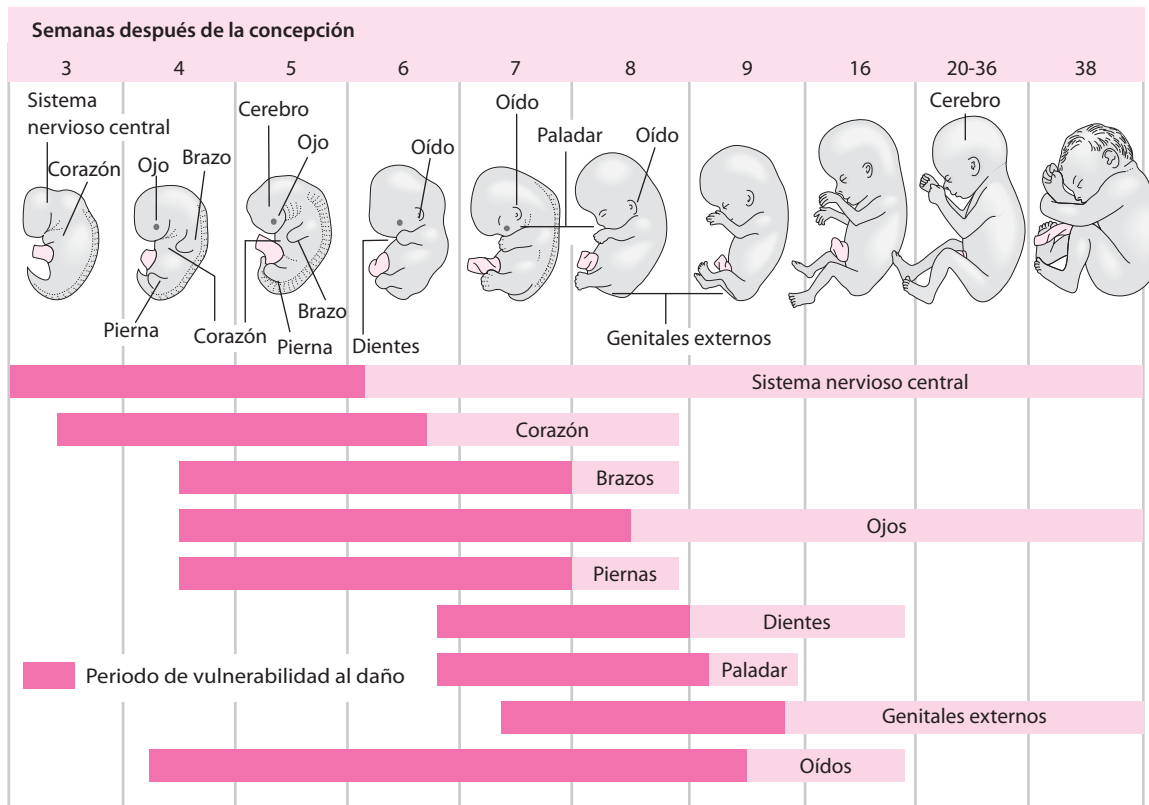 Semanas después de la concepción
3 4 5 6 7 8 9 16 20-36 38
Sistema
nervioso central
Corazón
Ojo
Brazo
Pierna
Corazón
Cerebro
Ojo
Brazo
Pierna
Oído
Dientes
Oído
Paladar
Oído
Genitales externos
Cerebro
Sistema nervioso central
Corazón
Brazos
Ojos
Piernas
Dientes
Paladar
Periodo de vulnerabilidad al daño
Genitales externos
Oídos